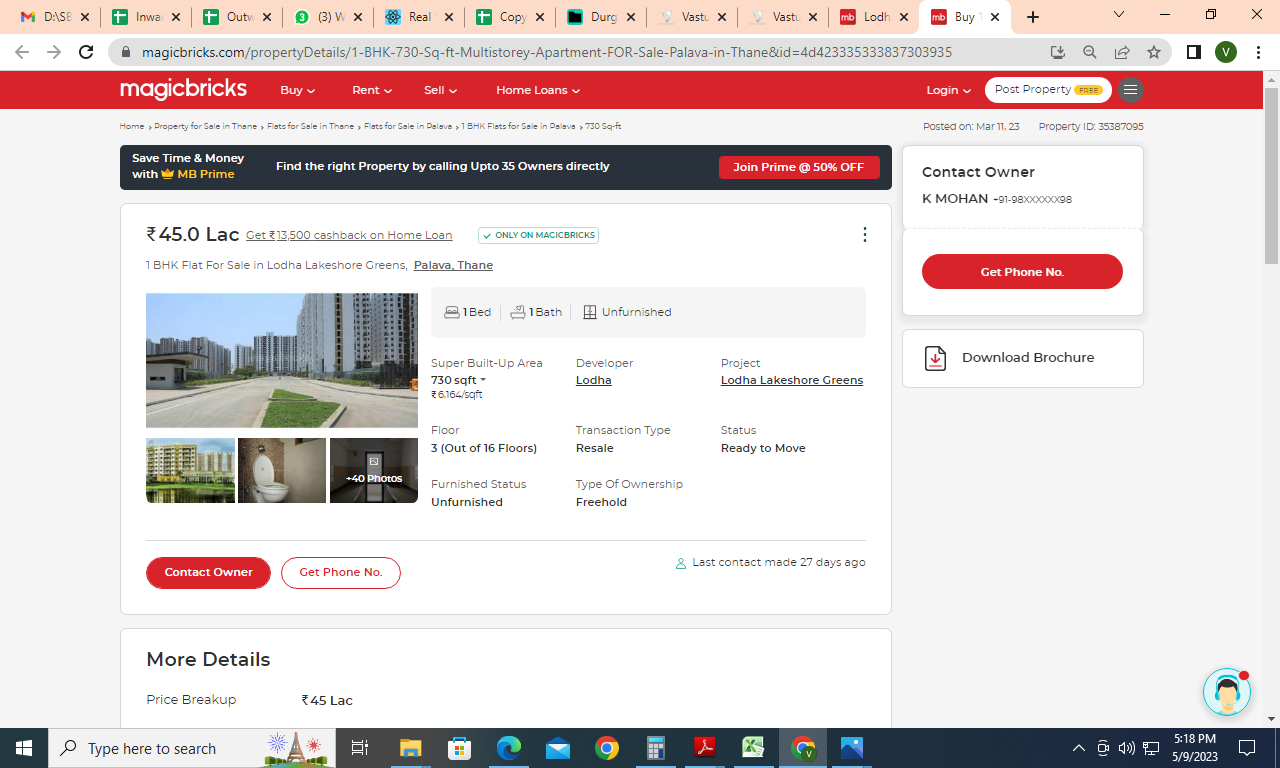 D:\SE
Inwa
Outw
(3) W
Real
Copy
Durg
Vastu
Vastu
Lodh
Buy 1
magicbricks.com/propertyDetails/1-BHK-730-Sq-ft-Multistorey-Apartment-FOR-Sale-Palava-in-Thane&id=4d423335333837303935
V
magicbricks
Buy
Rent
Sell
Home Loans
Login
Post Property FREE
Home › Property for Sale in Thane › Flats for Sale in Thane › Flats for Sale in Palava › 1 BHK Flats for Sale in Palava › 730 Sq-ft
Posted on: Mar 11, 23 Property ID: 35387095
Save Time & Money
with MB Prime
Find the right Property by calling Upto 35 Owners directly
Join Prime @ 50% OFF
₹45.0 Lac Get ₹13,500 cashback on Home Loan
ONLY ON MAGICBRICKS
1 BHK Flat For Sale in Lodha Lakeshore Greens, Palava, Thane
+40 Photos
1 Bed
1 Bath
Unfurnished
Super Built-Up Area
730 sqft
₹6,164/sqft
Developer
Lodha
Project
Lodha Lakeshore Greens
Floor
3 (Out of 16 Floors)
Transaction Type
Resale
Status
Ready to Move
Furnished Status
Unfurnished
Type Of Ownership
Freehold
Contact Owner
Get Phone No.
Last contact made 27 days ago
Contact Owner
K MOHAN +91-98XXXXXX98
Get Phone No.
Download Brochure
More Details
Price Breakup
₹45 Lac
Type here to search
5:18 PM
5/9/2023